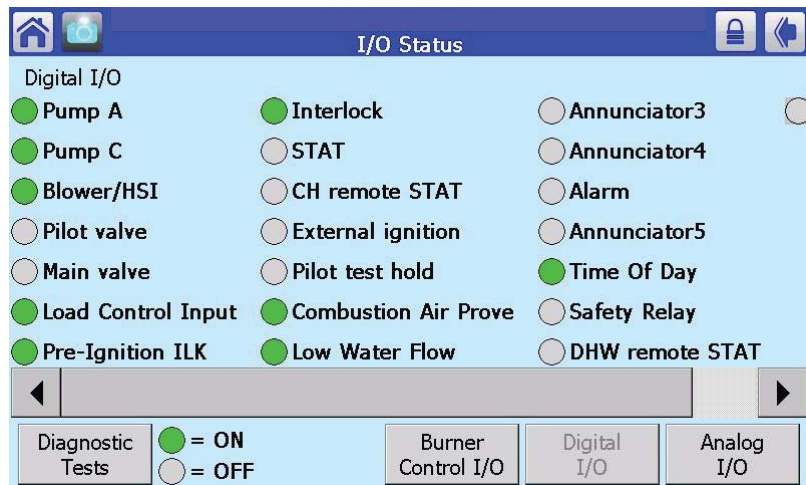 I/O Status
Digital I/O
Pump A
Interlock
Annunciator3
Pump C
STAT
Annunciator4
Blower/HSI
CH remote STAT
Alarm
Pilot valve
External ignition
Annunciator5
Main valve
Pilot test hold
Time Of Day
Load Control Input
Combustion Air Prove
Safety Relay
Pre-Ignition ILK
Low Water Flow
DHW remote STAT
Diagnostic
Tests
= ON
= OFF
Burner
Control I/O
Digital
I/O
Analog
I/O